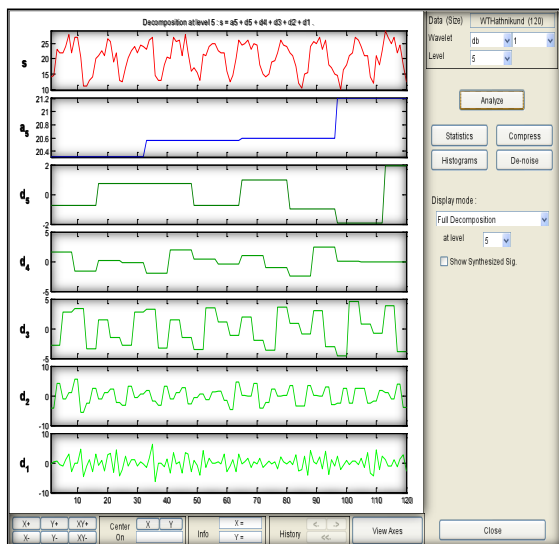 Decomposition at level 5 : s = a5 + d5 + d4 + d3 + d2 + d1 .
s
30
25
20
15
10
a5
21.2
21
20.8
20.6
20.4
d5
2
0
-2
d4
5
0
-5
d3
5
0
-5
d2
10
0
-10
d1
10
0
-10
10 20 30 40 50 60 70 80 90 100 110 120
Data (Size) WTHathnikund (120)
Wavelet db 1
Level 5
Analyze
Statistics Compress
Histograms De-noise
Display mode :
Full Decomposition
at level 5
Show Synthesized Sig.
X+ Y+ XY+
X- Y- XY-
Center On X Y
Info X = Y =
History < - >
<<-
View Axes
Close